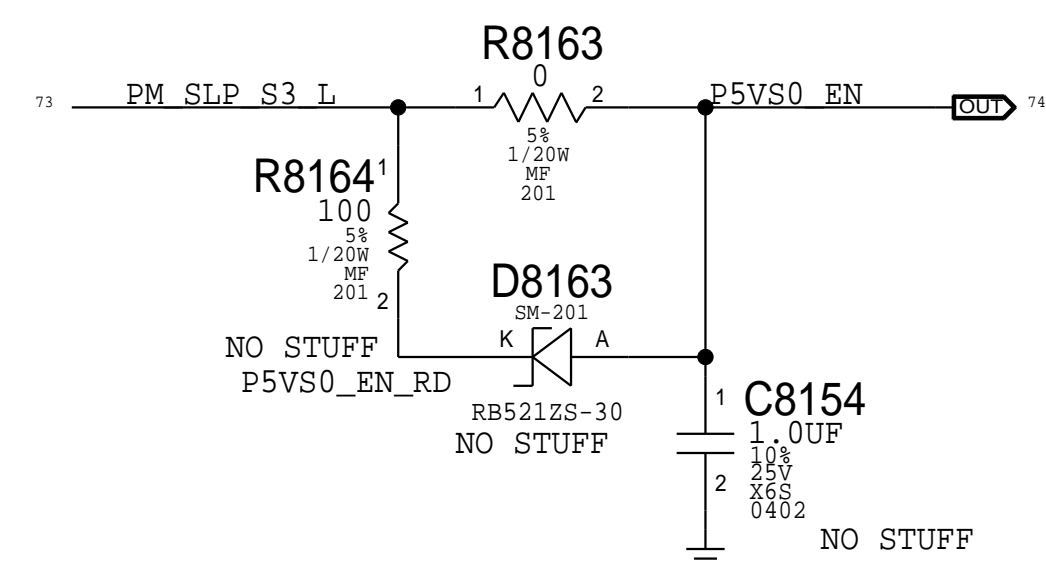 R8163
0
73 PM_SLP_S3_L 1 2 P5VS0_EN OUT 74
5%
1/20W
MF
201
R8164 1
100
5%
1/20W
MF
201 2
NO STUFF
P5VS0_EN_RD
D8163
SM-201
K A
RB521ZS-30
NO STUFF
1 C8154
1.0UF
10%
25V
2 X6S
0402
NO STUFF